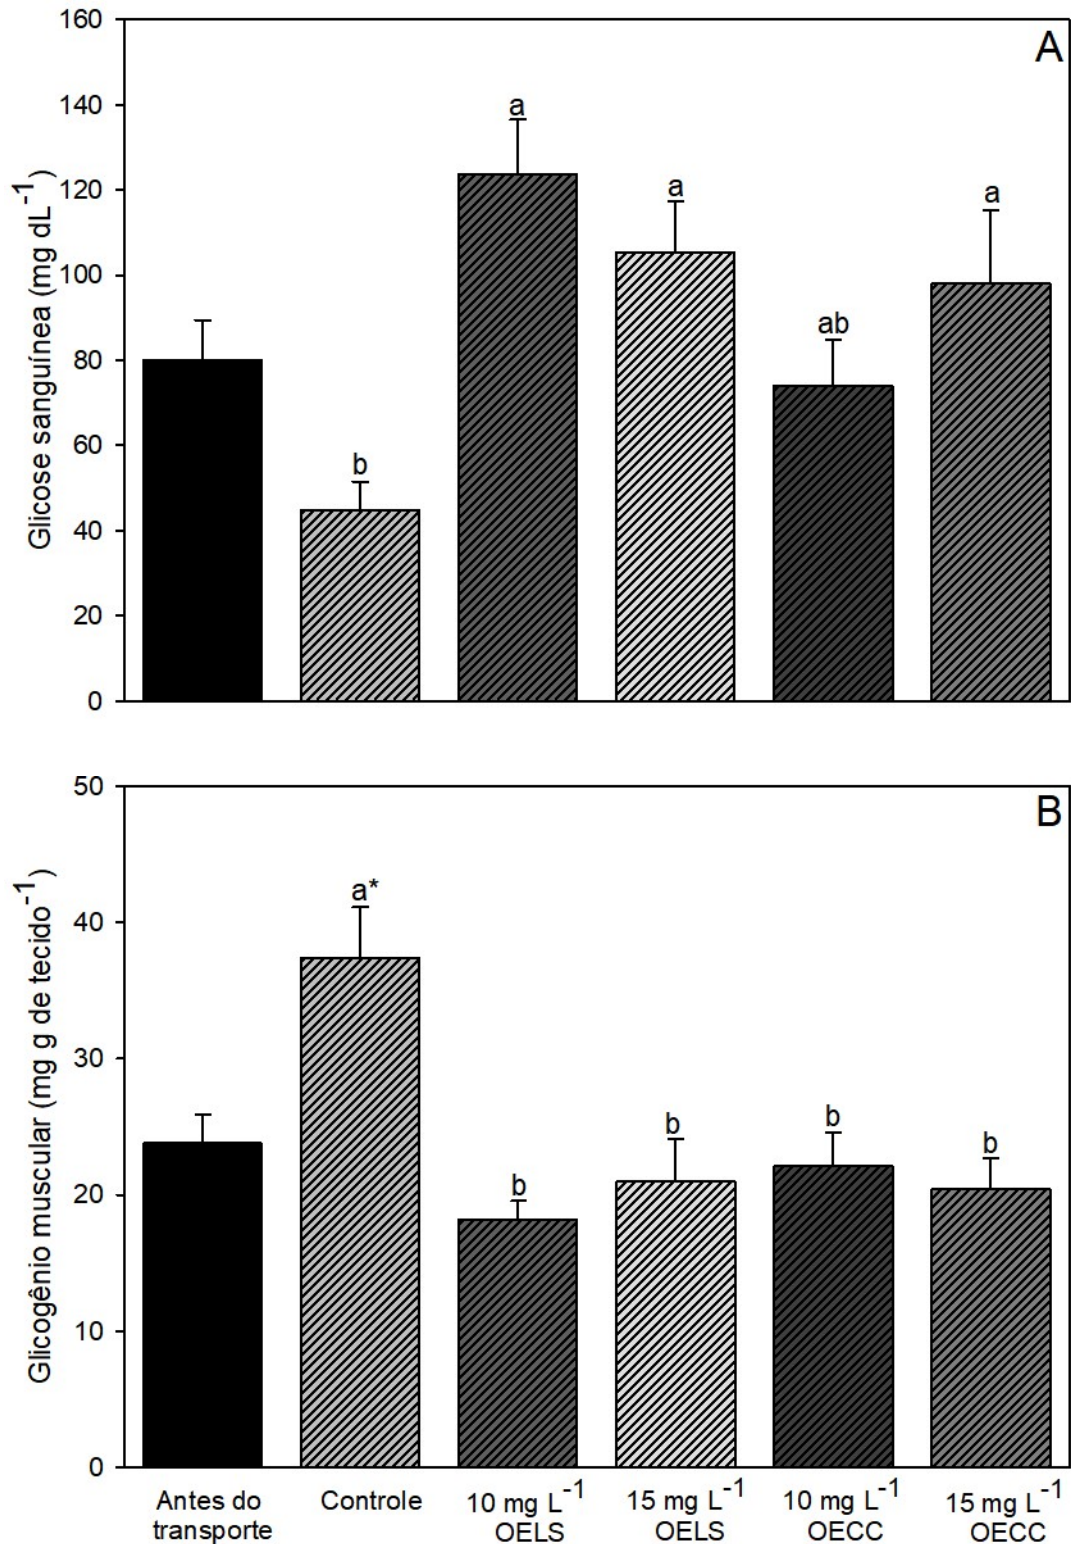 A
Glicose sanguínea (mg dL-1)
160
140
120
100
80
60
40
20
0
b
a
a
ab
a
B
Glicogênio muscular (mg g de tecido-1)
50
40
30
20
10
0
a*
b
b
b
b
Antes do
transporte
Controle
10 mg L-1
OELS
15 mg L-1
OELS
10 mg L-1
OECC
15 mg L-1
OECC